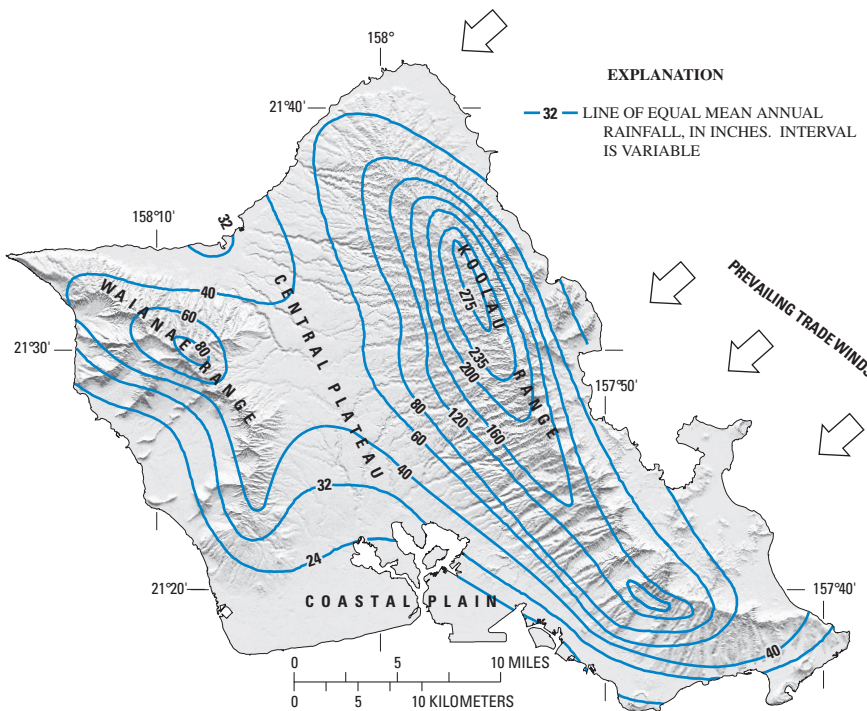 158°
EXPLANATION
21°40'
32 LINE OF EQUAL MEAN ANNUAL
RAINFALL, IN INCHES. INTERVAL
IS VARIABLE
158°10'
32
KOOLAU RANGE
PREVAILING TRADE WINDS
CENTRAL PLATEAU
40
WAIANAE RANGE
275
60
21°30'
80
235
157°50'
200
80
120
160
60
40
32
24
21°20'
157°40'
COASTAL PLAIN
40
0 5 10 MILES
0 5 10 KILOMETERS